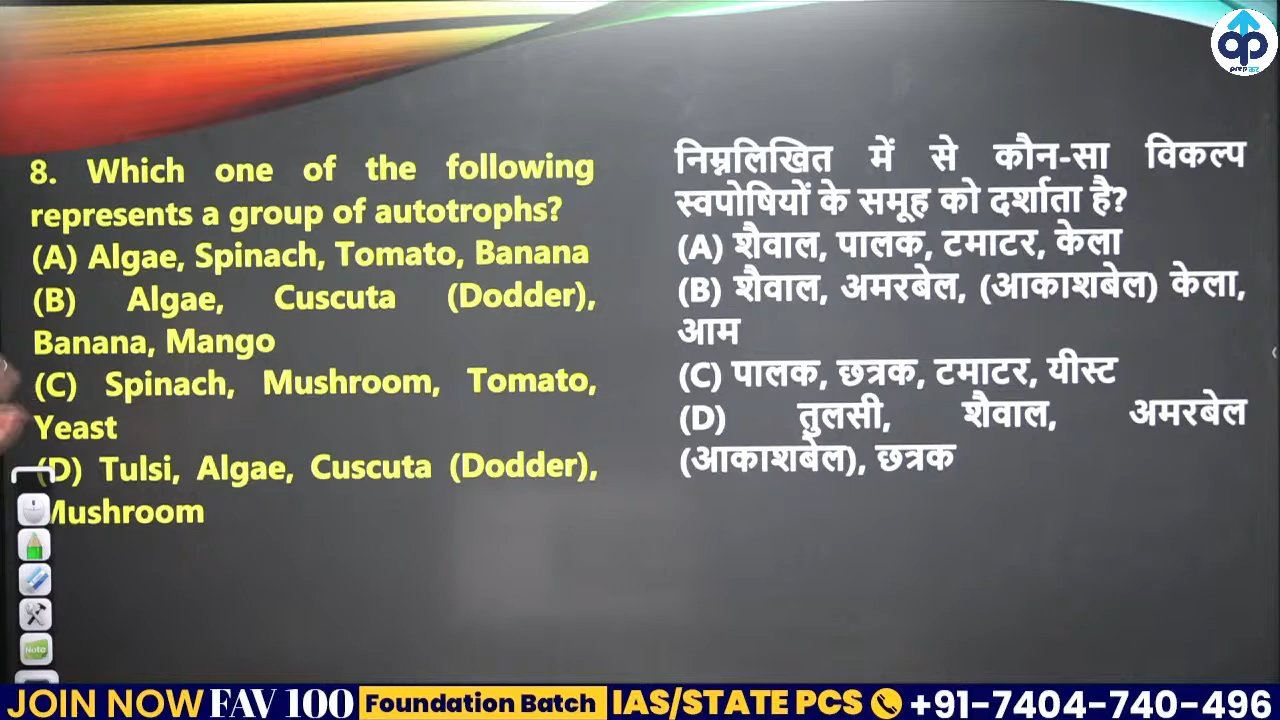 8. Which one of the following
represents a group of autotrophs?
(A) Algae, Spinach, Tomato, Banana
(B) Algae, Cuscuta (Dodder),
Banana, Mango
(C) Spinach, Mushroom, Tomato,
Yeast
(D) Tulsi, Algae, Cuscuta (Dodder),
Mushroom
निम्नलिखित में से कौन-सा विकल्प
स्वपोषियों के समूह को दर्शाता है?
(A) शैवाल, पालक, टमाटर, केला
(B) शैवाल, अमरबेल, (आकाशबेल) केला,
आम
(C) पालक, छत्रक, टमाटर, यीस्ट
(D) तुलसी, शैवाल, अमरबेल
(आकाशबेल), छत्रक
prep अड्डा
Note
JOIN NOW FAV 100 Foundation Batch IAS/STATE PCS +91-7404-740-496